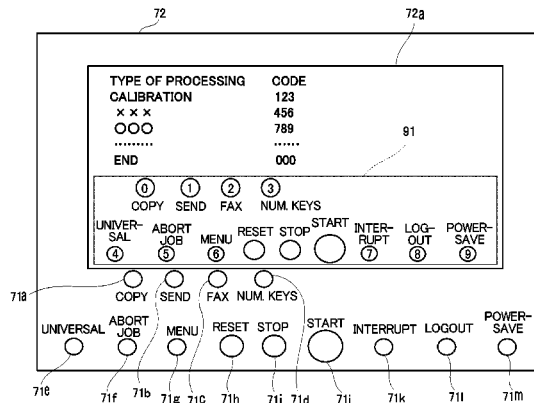 72
72a
TYPE OF PROCESSING CODE
CALIBRATION 123
××× 456
○○○ 789
......... ......
END 000
91
0 1 2 3
COPY SEND FAX NUM. KEYS
UNIVER-SAL ABORT JOB MENU RESET STOP START INTER-RUPT LOG-OUT POWER-SAVE
4 5 6 7 8 9
71a
COPY SEND FAX NUM. KEYS
UNIVERSAL ABORT JOB MENU RESET STOP START INTERRUPT LOGOUT POWER-SAVE
71e 71f 71b 71g 71c 71h 71d 71i 71j 71k 71l 71m